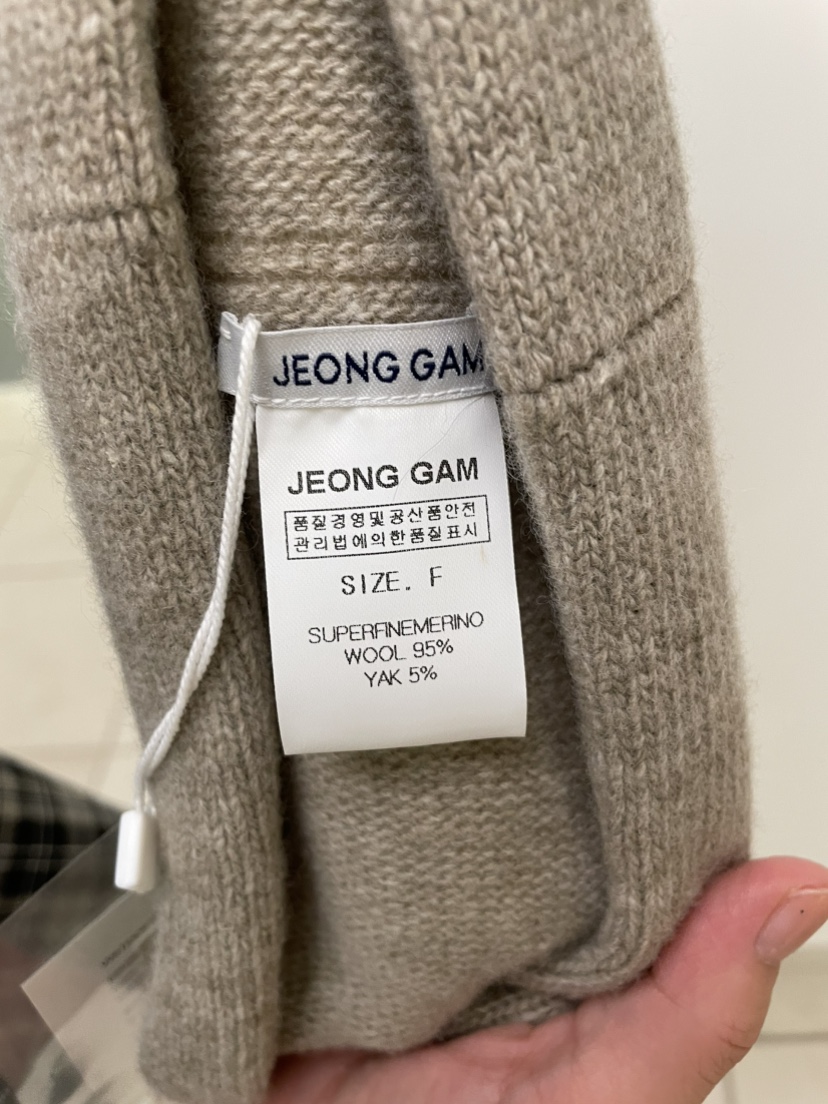 JEONG GAM
JEONG GAM
품질경영및공산품안전
관리법에의한품질표시
SIZE. F
SUPERFINEMERINO
WOOL 95%
YAK 5%